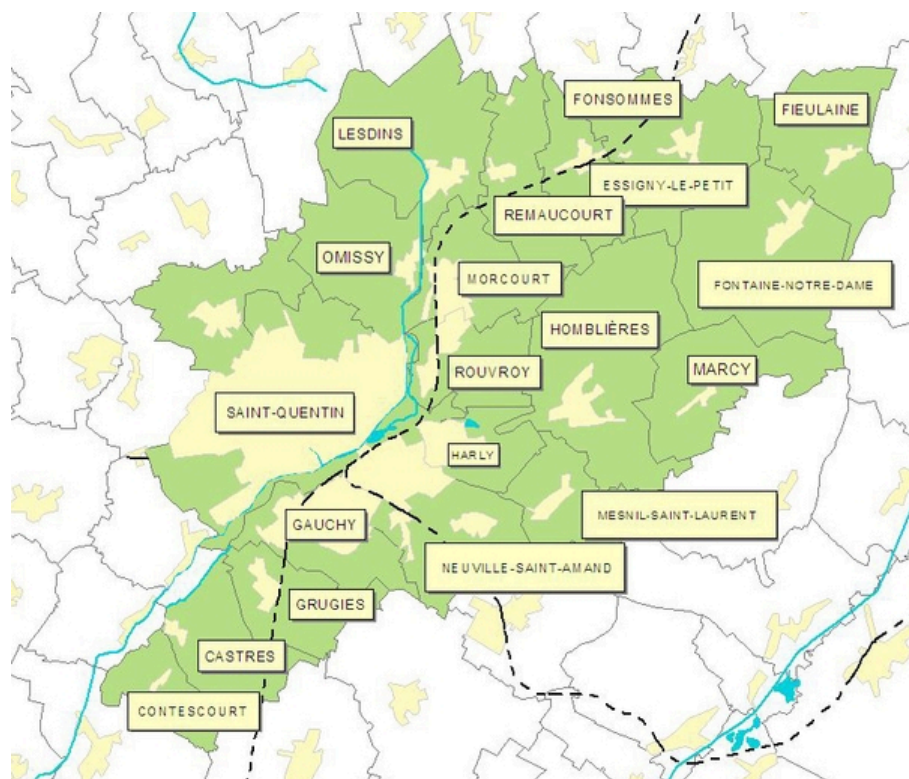 FONSOMMES
FIEULAINE
LESDINS
ESSIGNY-LE-PETIT
REMAUCOURT
OMISSY
MORCOURT
FONTAINE-NOTRE-DAME
HOMBLIÈRES
ROUVROY
MARCY
SAINT-QUENTIN
HARLY
MESNIL-SAINT-LAURENT
GAUCHY
NEUVILLE-SAINT-AMAND
GRUGIES
CASTRES
CONTESCOURT